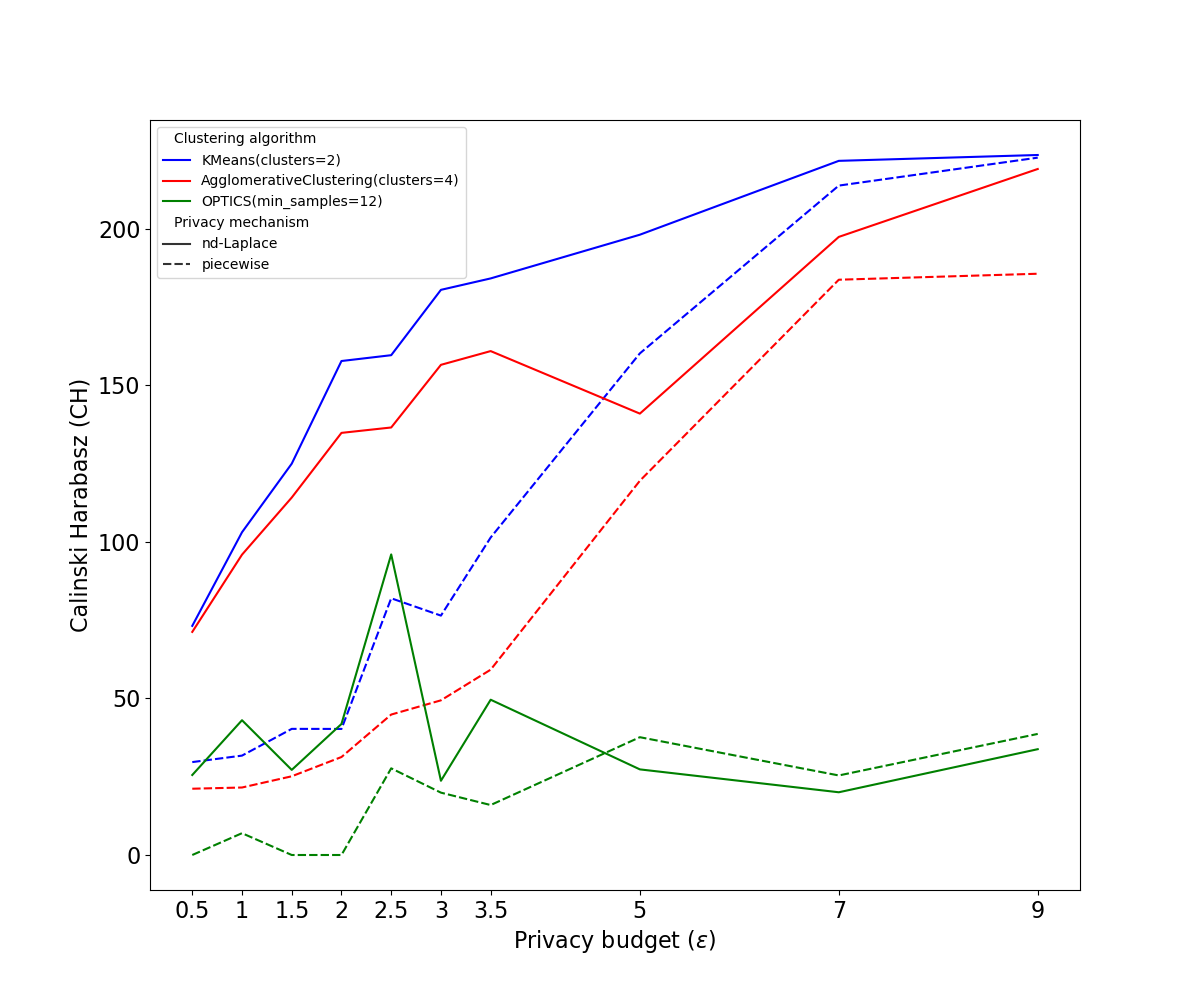 Clustering algorithm
KMeans(clusters=2)
AgglomerativeClustering(clusters=4)
OPTICS(min_samples=12)
Privacy mechanism
nd-Laplace
piecewise
Calinski Harabasz (CH)
200
150
100
50
0
0.5 1 1.5 2 2.5 3 3.5 5 7 9
Privacy budget (ε)